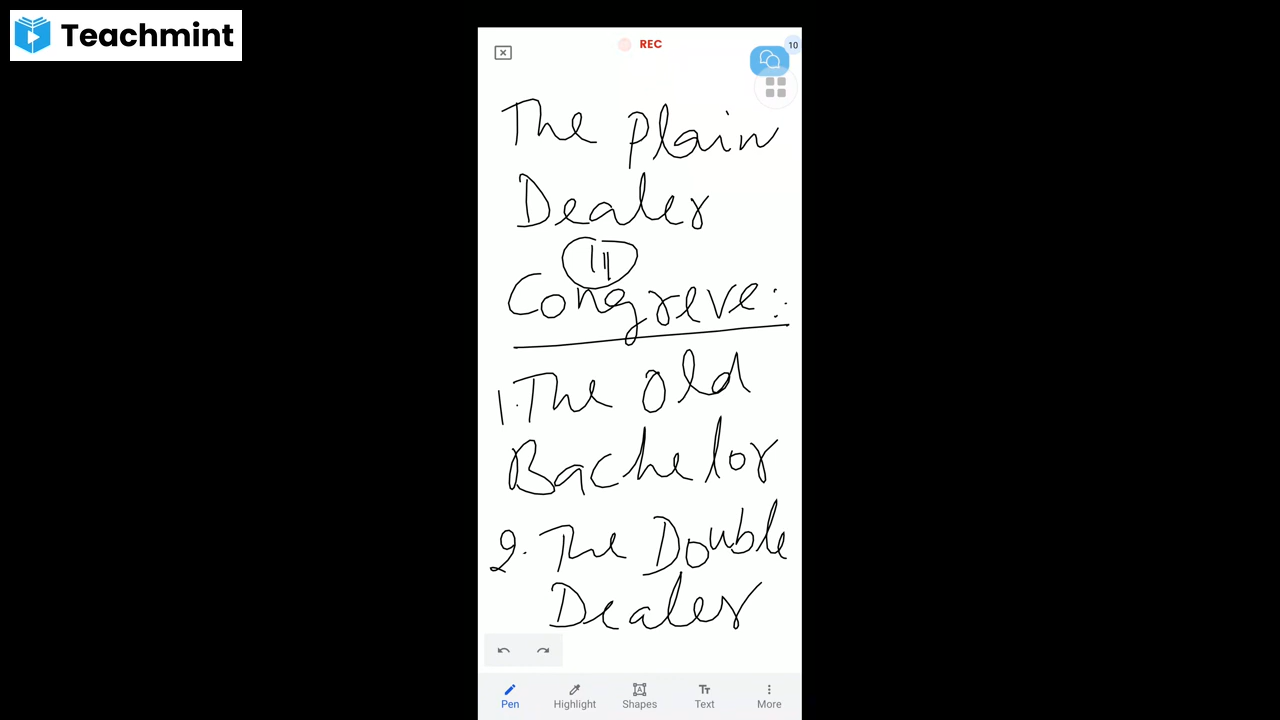 Teachmint
REC
10
The Plain
Dealer
Congreve:-
1. The Old
Bachelor
2. The Double
Dealer
Pen
Highlight
Shapes
Text
More